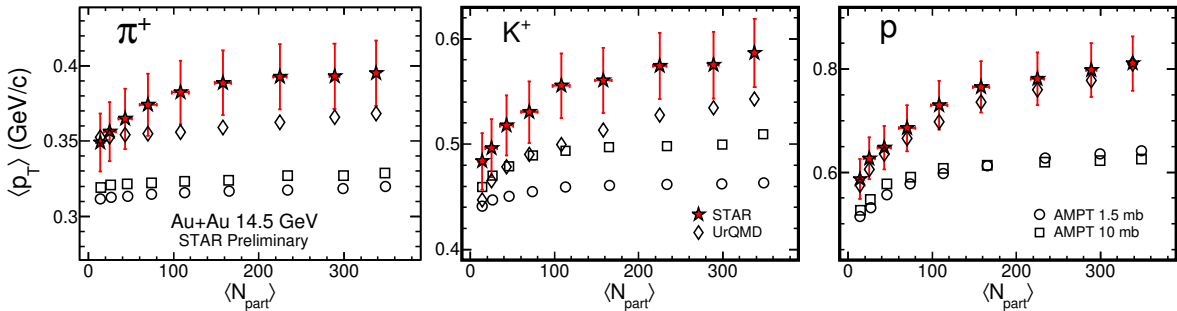 π+
K+
p
⟨p_T⟩ (GeV/c)
0.4
0.35
0.3
0.6
0.5
0.4
0.8
0.6
Au+Au 14.5 GeV
STAR Preliminary
STAR
UrQMD
AMPT 1.5 mb
AMPT 10 mb
0 100 200 300
0 100 200 300
0 100 200 300
⟨N_part⟩
⟨N_part⟩
⟨N_part⟩